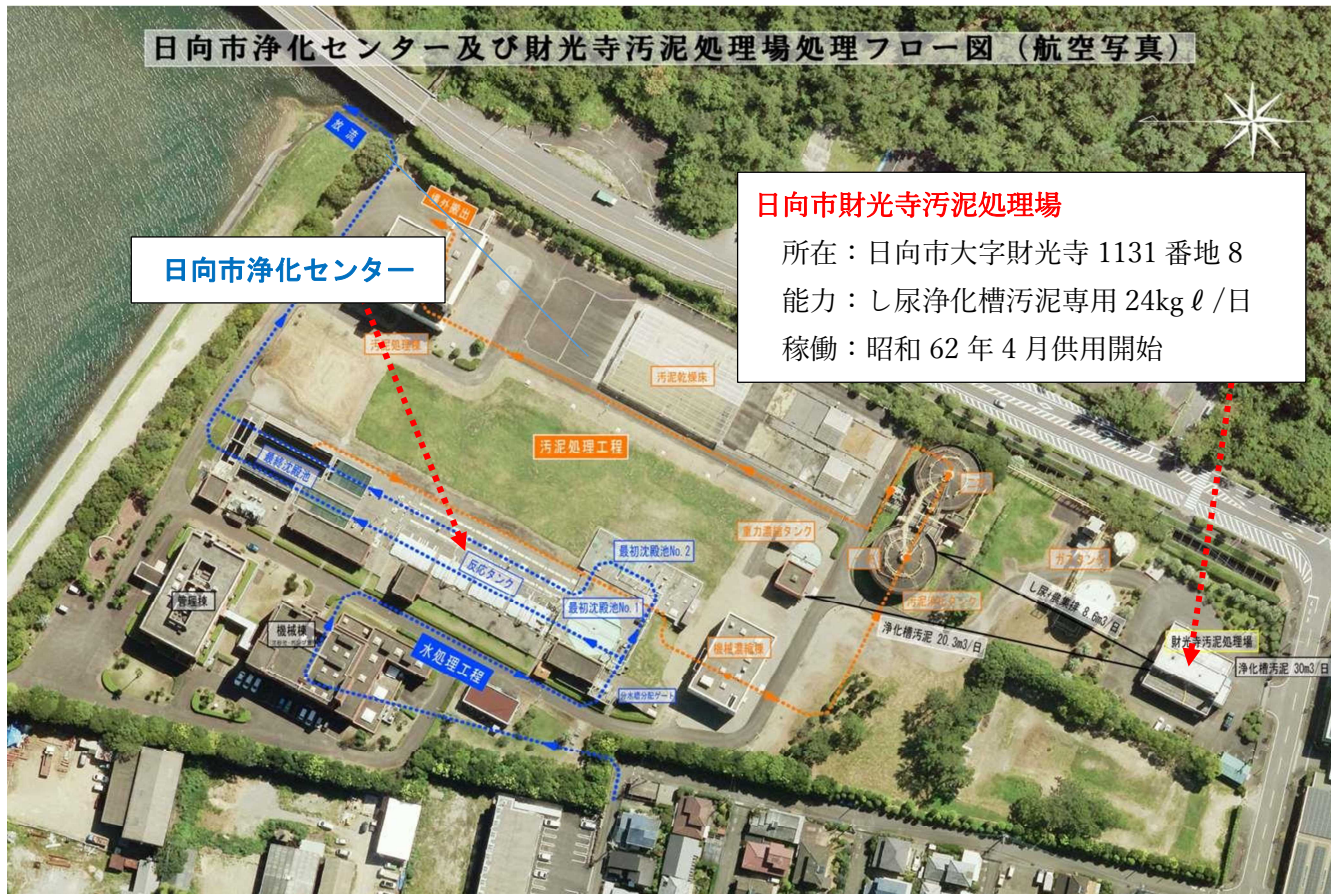 日向市浄化センター及び財光寺汚泥処理場処理フロー図（航空写真）
放流
場外搬出
日向市浄化センター
日向市財光寺汚泥処理場
所在：日向市大字財光寺 1131 番地 8
能力：し尿浄化槽汚泥専用 24kgℓ/日
稼働：昭和 62 年 4 月供用開始
汚泥処理棟
汚泥乾燥床
汚泥処理工程
最終沈殿池
反応タンク
最初沈殿池No.2
最初沈殿池No.1
重力濃縮タンク
ガスタンク
し尿/農集排 8.6m3/日
浄化槽汚泥 20.3m3/日
財光寺汚泥処理場
浄化槽汚泥 30m3/日
管理棟
機械棟
水処理工程
機械濃縮棟
分水槽分配ゲート